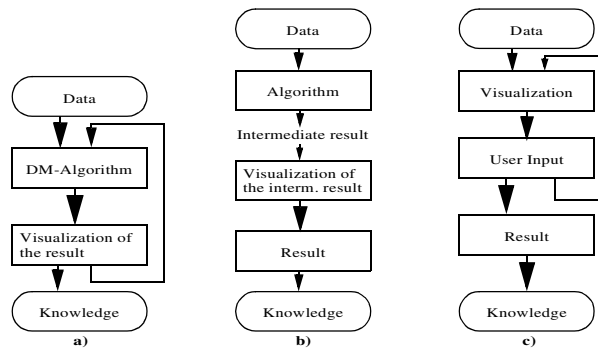 Data
DM-Algorithm
Visualization of
the result
Knowledge
a)
Data
Algorithm
Intermediate result
Visualization of
the interm. result
Result
Knowledge
b)
Data
Visualization
User Input
Result
Knowledge
c)